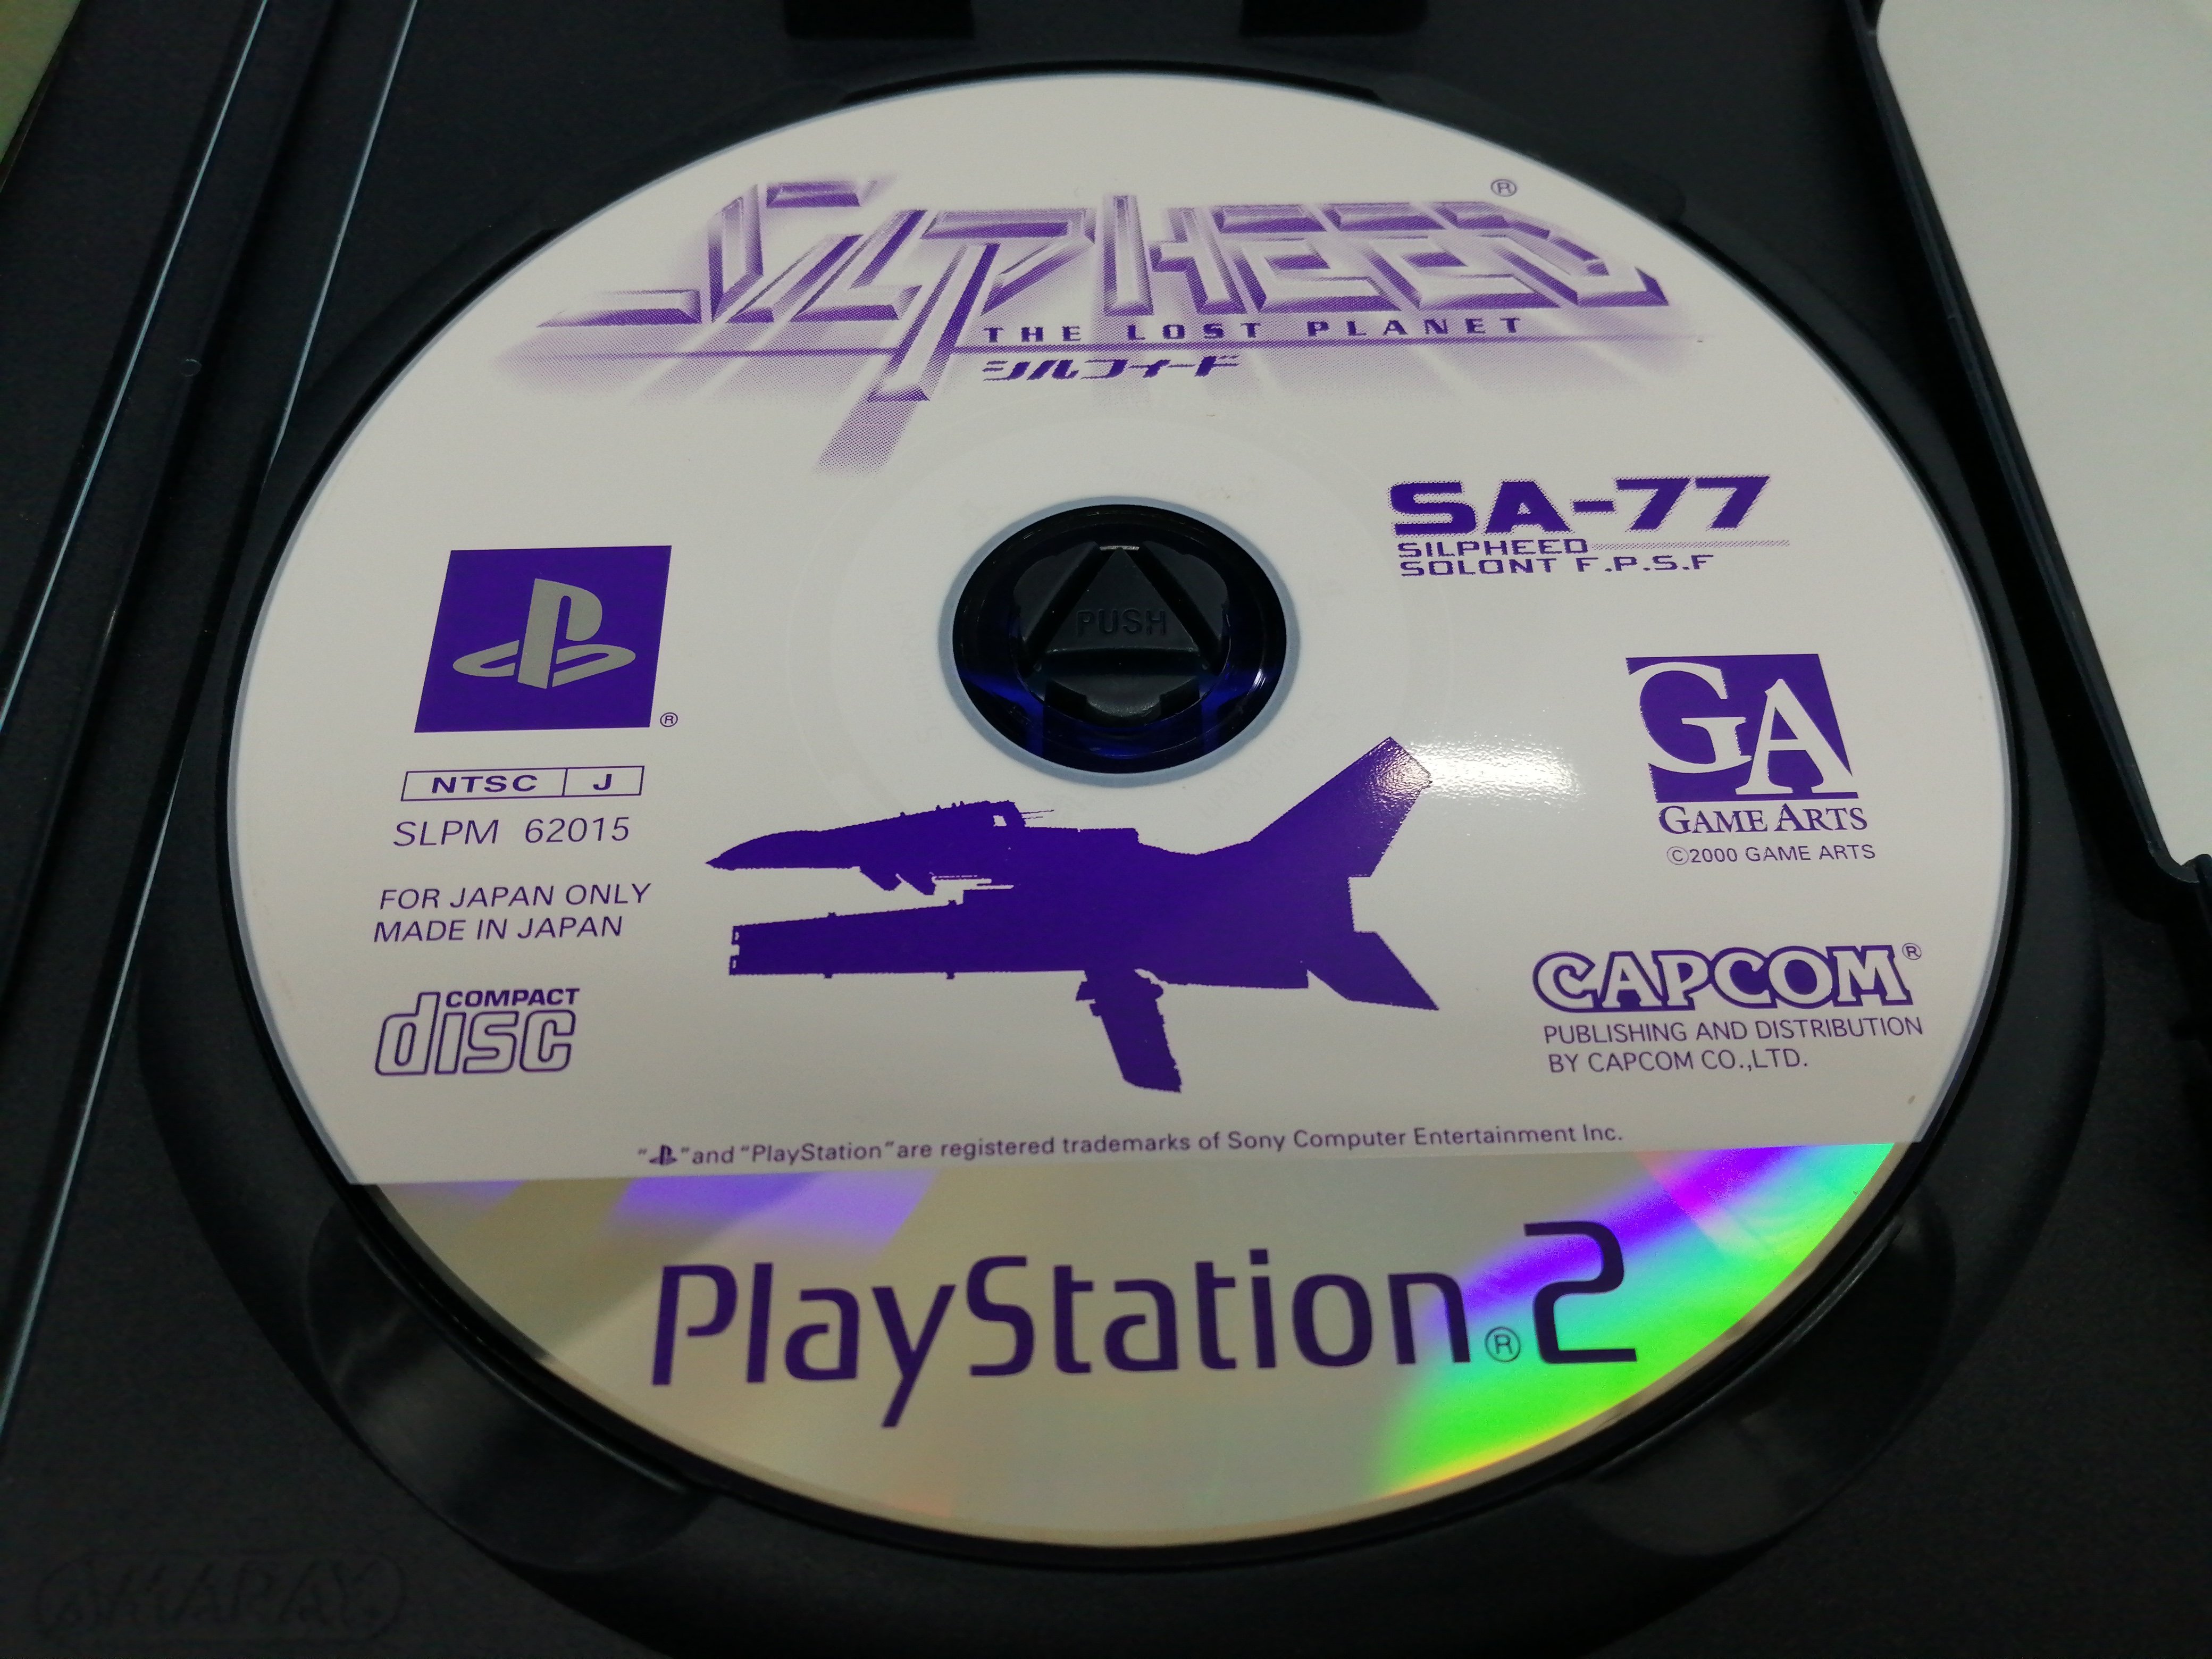 SILPHEED®
THE LOST PLANET
シルフィード
SA-77
SILPHEED
SOLONT F.P.S.F
PUSH
®
NTSC J
SLPM 62015
FOR JAPAN ONLY
MADE IN JAPAN
COMPACT
disc
GA
GAME ARTS
©2000 GAME ARTS
CAPCOM®
PUBLISHING AND DISTRIBUTION
BY CAPCOM CO.,LTD.
" "and "PlayStation" are registered trademarks of Sony Computer Entertainment Inc.
PlayStation®2
AMARAY